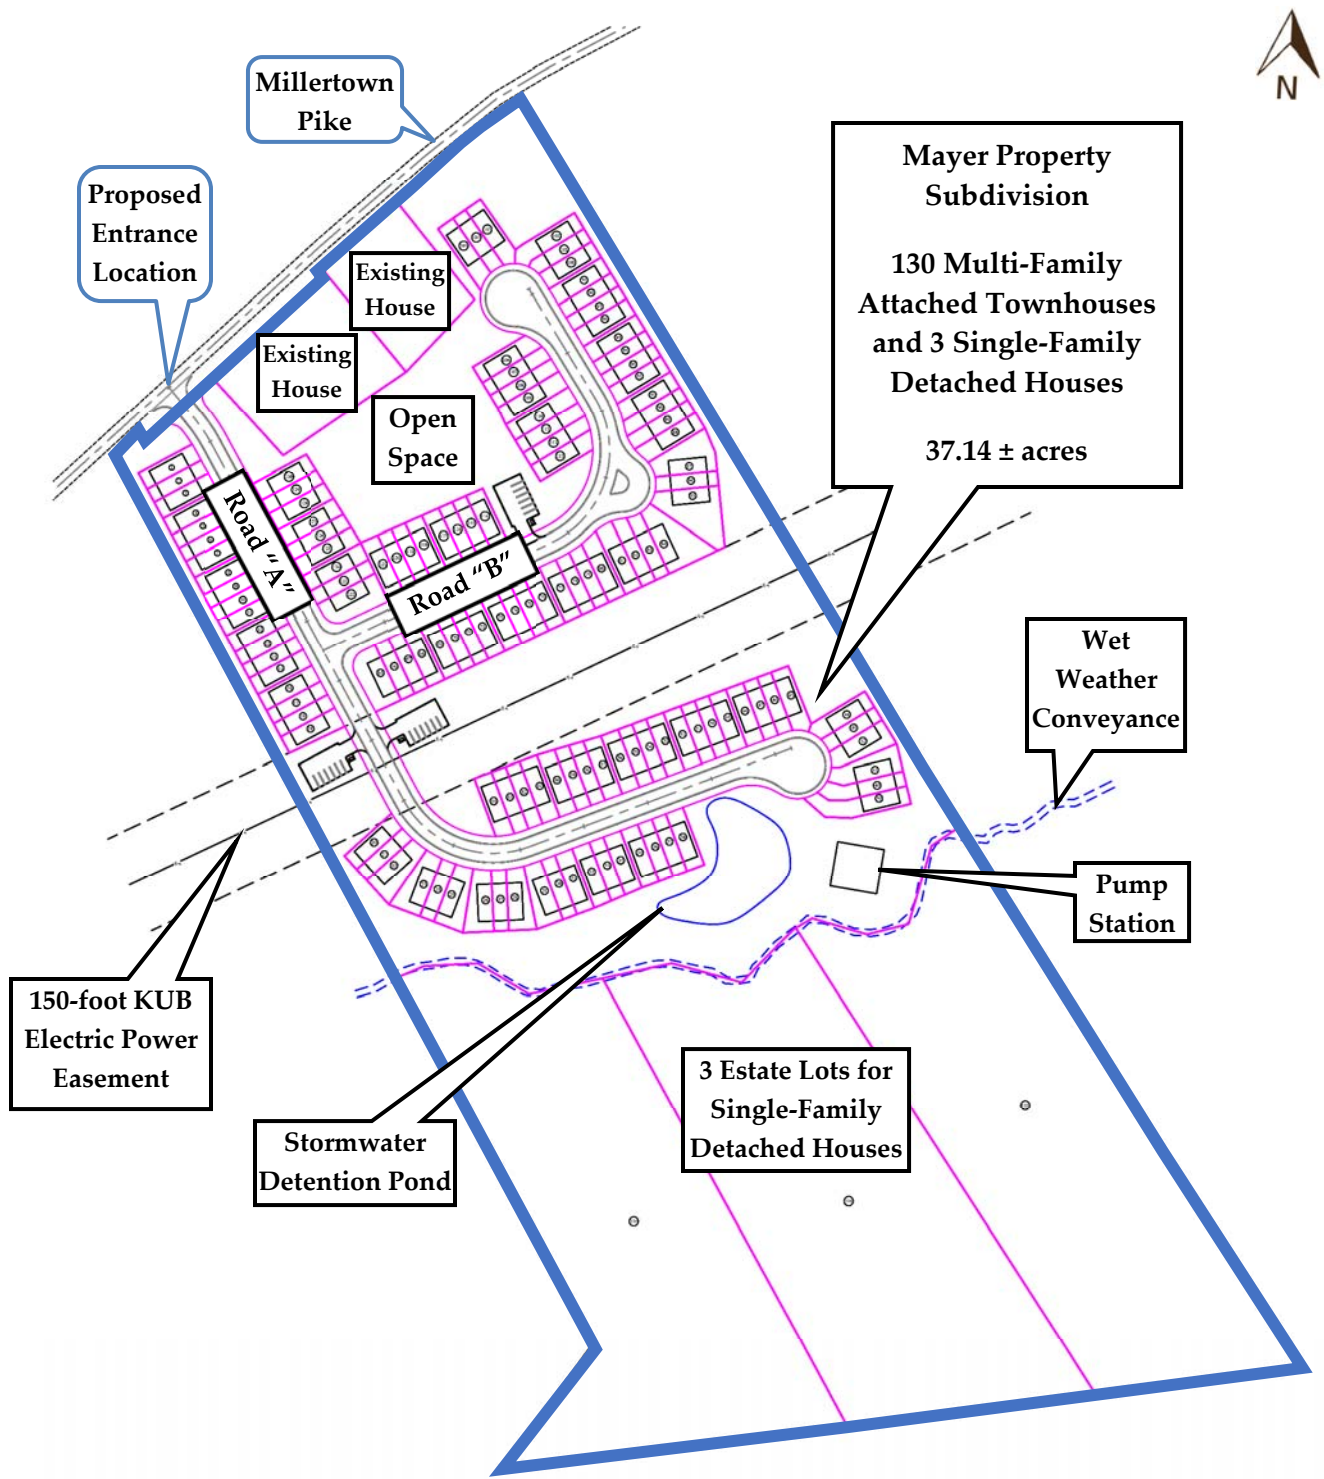 Millertown
Pike
N
Proposed
Entrance
Location
Mayer Property
Subdivision
130 Multi-Family
Attached Townhouses
and 3 Single-Family
Detached Houses
37.14 ± acres
Existing
House
Existing
House
Open
Space
Road "A"
Road "B"
Wet
Weather
Conveyance
Pump
Station
150-foot KUB
Electric Power
Easement
3 Estate Lots for
Single-Family
Detached Houses
Stormwater
Detention Pond